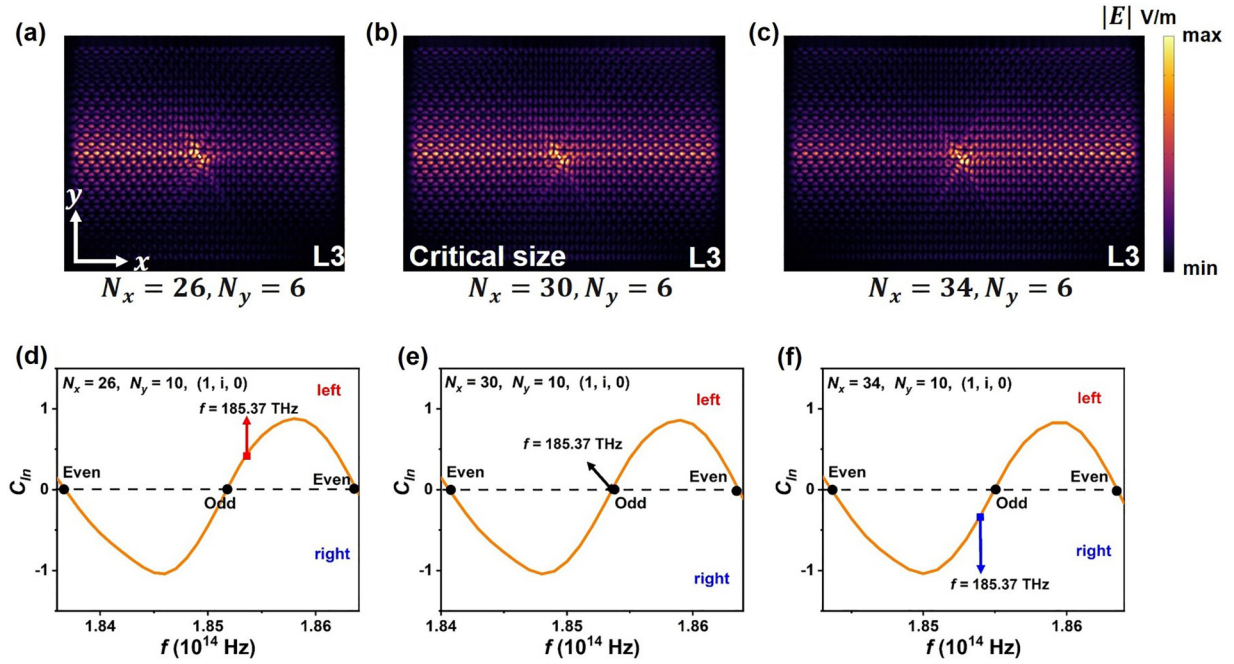 (a)
(b)
(c)
|E| V/m
max
min
y
x
L3
Critical size
L3
L3
N_x = 26, N_y = 6
N_x = 30, N_y = 6
N_x = 34, N_y = 6
(d)
N_x = 26, N_y = 10, (1, i, 0)
left
f = 185.37 THz
Even
Odd
Even
right
C_In
1
0
-1
1.84
1.85
1.86
f (10^14 Hz)
(e)
N_x = 30, N_y = 10, (1, i, 0)
left
f = 185.37 THz
Even
Odd
Even
right
C_In
1
0
-1
1.84
1.85
1.86
f (10^14 Hz)
(f)
N_x = 34, N_y = 10, (1, i, 0)
left
Even
Odd
Even
right
f = 185.37 THz
C_In
1
0
-1
1.85
1.86
f (10^14 Hz)